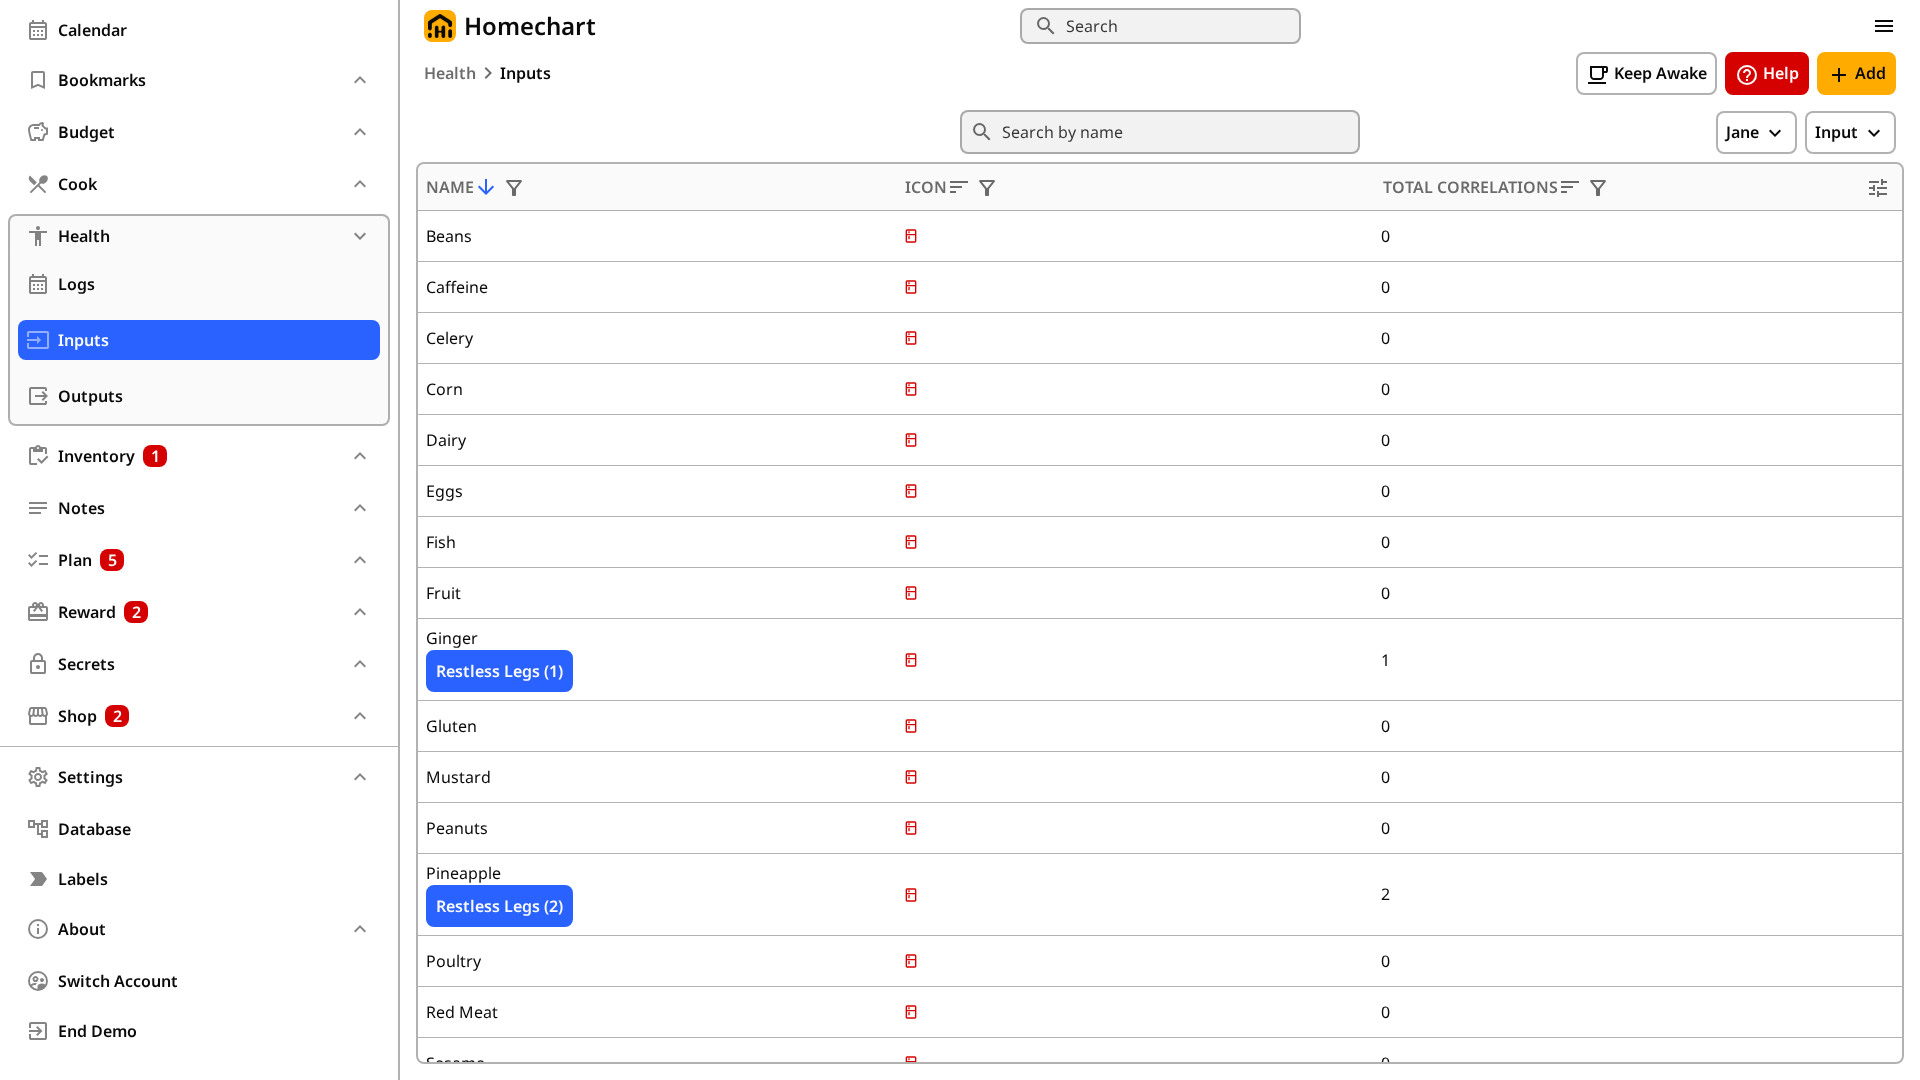 Calendar
Bookmarks
Budget
Cook
Health
Logs
Inputs
Outputs
Inventory 1
Notes
Plan 5
Reward 2
Secrets
Shop 2
Settings
Database
Labels
About
Switch Account
End Demo
Homechart
Search
Health > Inputs
Keep Awake
Help
Add
Search by name
Jane
Input
NAME ICON TOTAL CORRELATIONS
Beans 0
Caffeine 0
Celery 0
Corn 0
Dairy 0
Eggs 0
Fish 0
Fruit 0
Ginger
Restless Legs (1)
1
Gluten 0
Mustard 0
Peanuts 0
Pineapple
Restless Legs (2)
2
Poultry 0
Red Meat 0
Sesame 0